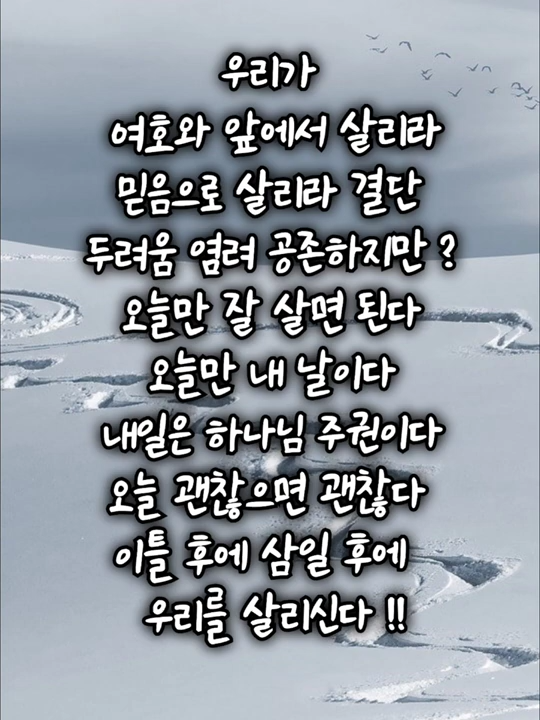 우리가
여호와 앞에서 살리라
믿음으로 살리라 결단
두려움 염려 공존하지만 ?
오늘만 잘 살면 된다
오늘만 내 날이다
내일은 하나님 주권이다
오늘 괜찮으면 괜찮다
이틀 후에 삼일 후에
우리를 살리신다 !!